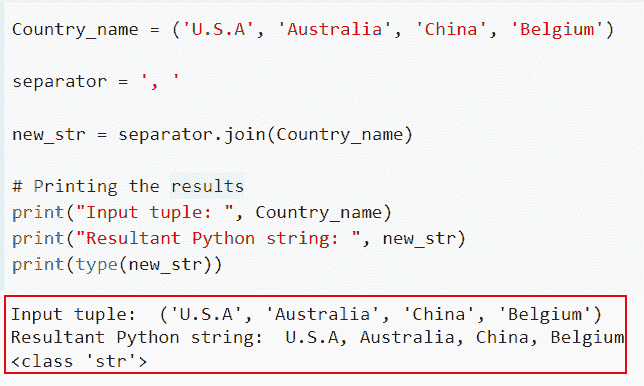 Country_name = ('U.S.A', 'Australia', 'China', 'Belgium')
separator = ', '
new_str = separator.join(Country_name)
# Printing the results
print("Input tuple: ", Country_name)
print("Resultant Python string: ", new_str)
print(type(new_str))
Input tuple:  ('U.S.A', 'Australia', 'China', 'Belgium')
Resultant Python string:  U.S.A, Australia, China, Belgium
<class 'str'>